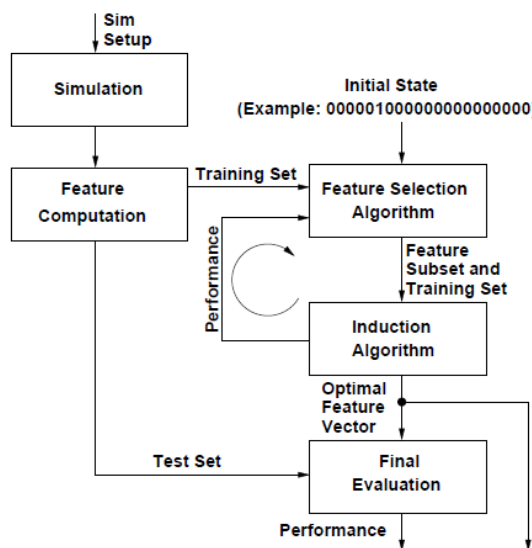 Sim
Setup
Simulation
Initial State
(Example: 000001000000000000000
Feature
Computation
Training Set
Feature Selection
Algorithm
Performance
Feature
Subset and
Training Set
Induction
Algorithm
Optimal
Feature
Vector
Test Set
Final
Evaluation
Performance